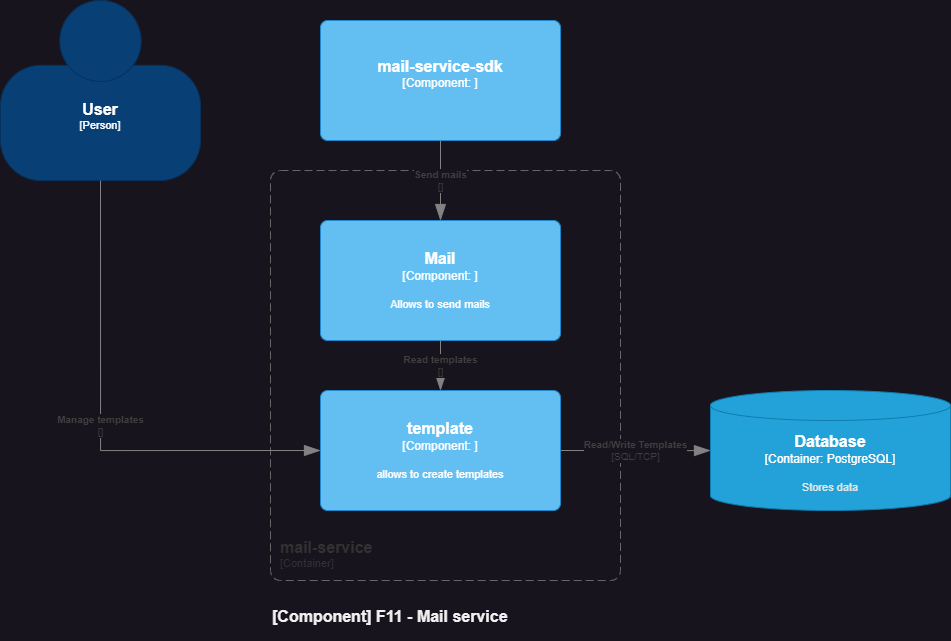 User
[Person]
mail-service-sdk
[Component: ]
Send mails
[]
Mail
[Component: ]
Allows to send mails
Read templates
[]
Manage templates
[]
template
[Component: ]
allows to create templates
Read/Write Templates
[SQL/TCP]
Database
[Container: PostgreSQL]
Stores data
mail-service
[Container]
[Component] F11 - Mail service